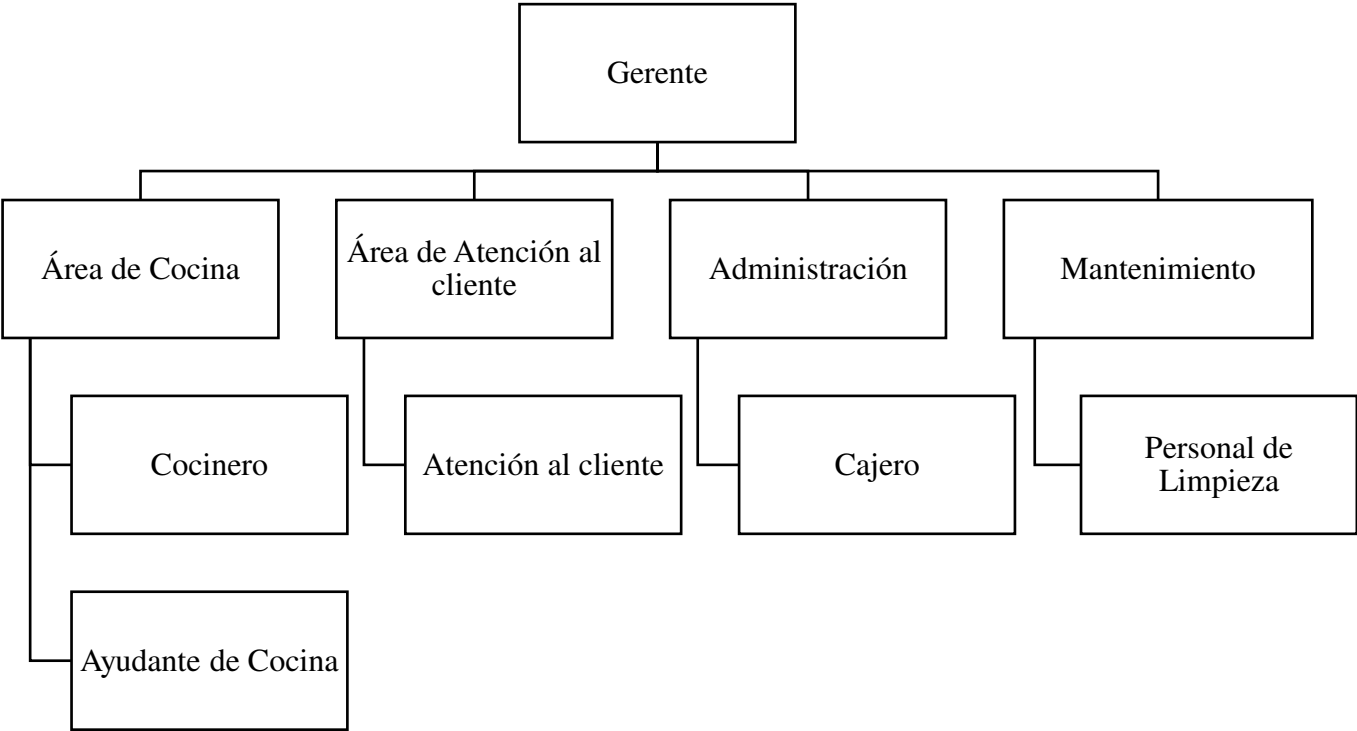 Gerente
Área de Cocina
Área de Atención al
cliente
Administración
Mantenimiento
Cocinero
Atención al cliente
Cajero
Personal de
Limpieza
Ayudante de Cocina